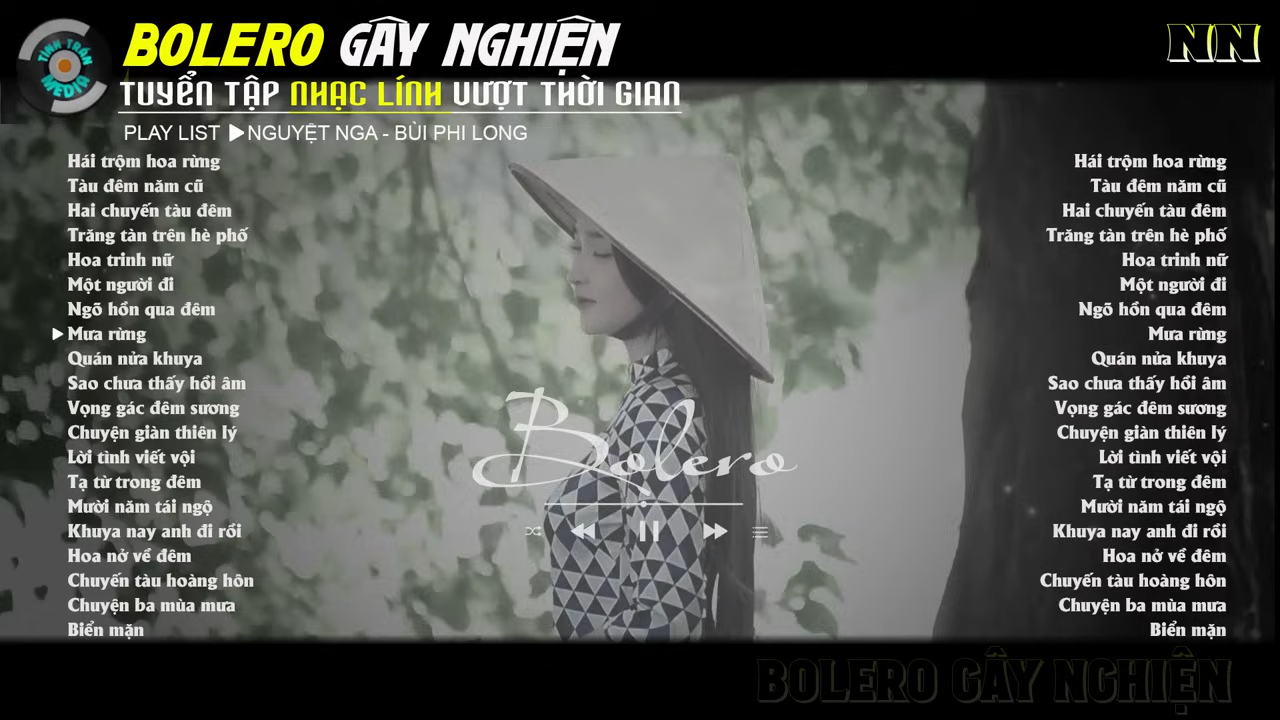 TÌNH TRẦN
MEDIA
BOLERO GÂY NGHIỆN
NN
TUYỂN TẬP NHẠC LÍNH VƯỢT THỜI GIAN
PLAY LIST ▶NGUYỆT NGA - BÙI PHI LONG
Hái trộm hoa rừng
Tàu đêm năm cũ
Hai chuyến tàu đêm
Trăng tàn trên hè phố
Hoa trinh nữ
Một người đi
Ngõ hồn qua đêm
Mưa rừng
Quán nửa khuya
Sao chưa thấy hồi âm
Vọng gác đêm sương
Chuyện giàn thiên lý
Lời tình viết vội
Tạ từ trong đêm
Mười năm tái ngộ
Khuya nay anh đi rồi
Hoa nở về đêm
Chuyến tàu hoàng hôn
Chuyện ba mùa mưa
Biển mặn
Bolero
Hái trộm hoa rừng
Tàu đêm năm cũ
Hai chuyến tàu đêm
Trăng tàn trên hè phố
Hoa trinh nữ
Một người đi
Ngõ hồn qua đêm
Mưa rừng
Quán nửa khuya
Sao chưa thấy hồi âm
Vọng gác đêm sương
Chuyện giàn thiên lý
Lời tình viết vội
Tạ từ trong đêm
Mười năm tái ngộ
Khuya nay anh đi rồi
Hoa nở về đêm
Chuyến tàu hoàng hôn
Chuyện ba mùa mưa
Biển mặn
BOLERO GÂY NGHIỆN